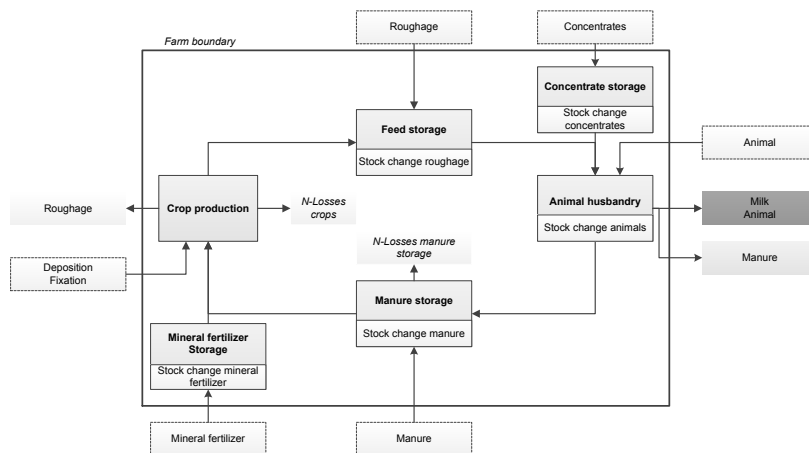 Roughage
Concentrates
Farm boundary
Concentrate storage
Stock change
concentrates
Feed storage
Stock change roughage
Animal
Crop production
Roughage
N-Losses
crops
Animal husbandry
Stock change animals
Milk
Animal
N-Losses manure
storage
Manure
Deposition
Fixation
Manure storage
Stock change manure
Mineral fertilizer
Storage
Stock change mineral
fertilizer
Mineral fertilizer
Manure